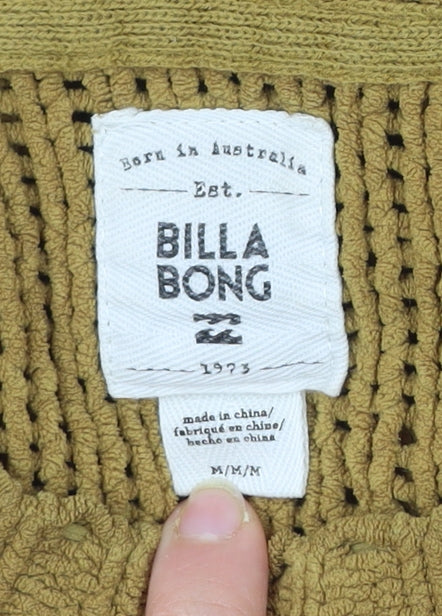 Born in Australia
Est.
BILLA
BONG
1973
made in china/
fabriqué en chine/
hecho en china
M/M/M